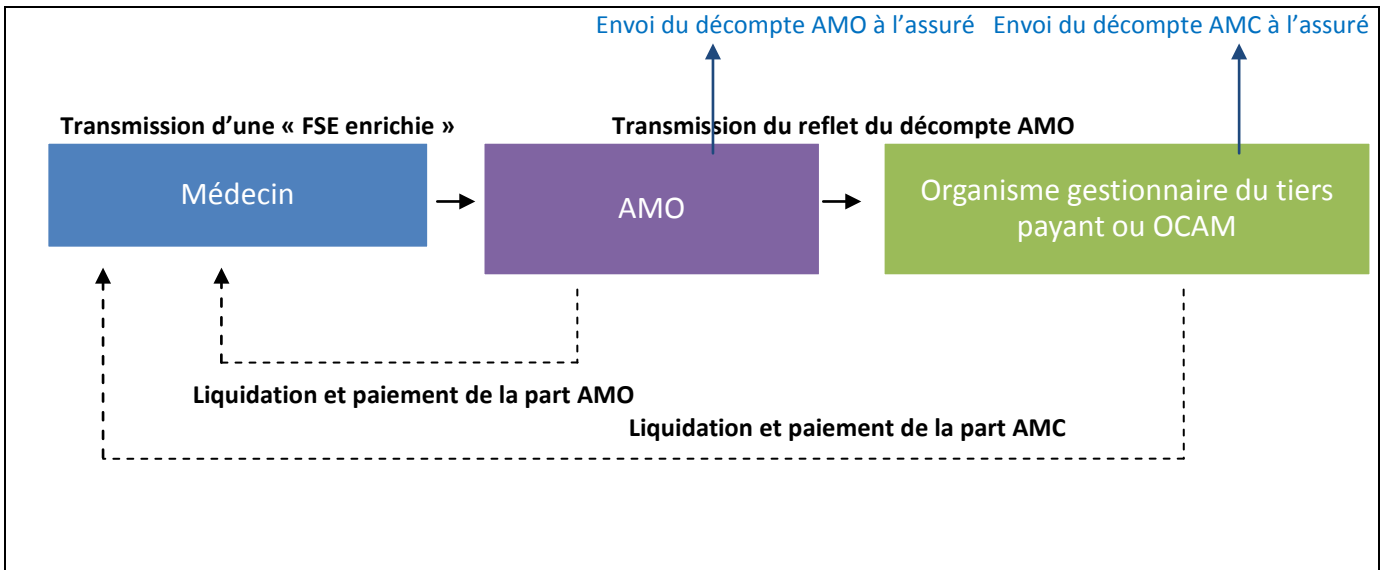 Envoi du décompte AMO à l’assuré Envoi du décompte AMC à l’assuré
Transmission d’une « FSE enrichie »
Transmission du reflet du décompte AMO
Médecin
AMO
Organisme gestionnaire du tiers
payant ou OCAM
Liquidation et paiement de la part AMO
Liquidation et paiement de la part AMC